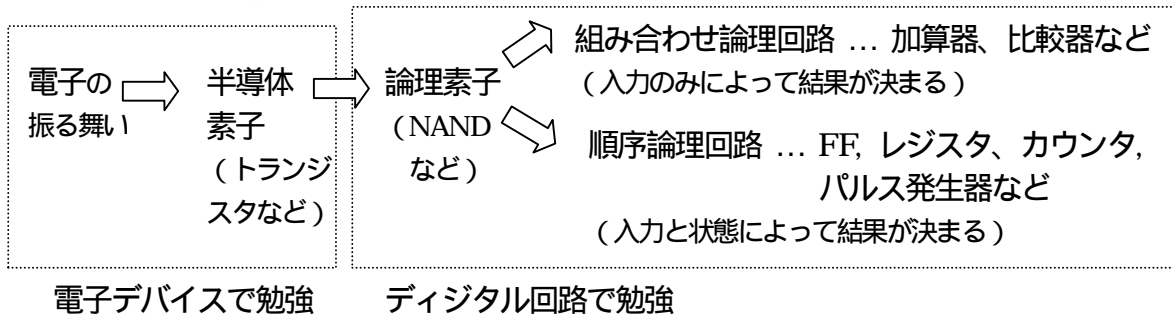 電子の
振る舞い
半導体
素子
(トランジ
スタなど)
論理素子
(NAND
など)
組み合わせ論理回路 … 加算器、比較器など
(入力のみによって結果が決まる)
順序論理回路 … FF, レジスタ、カウンタ,
パルス発生器など
(入力と状態によって結果が決まる)
電子デバイスで勉強
ディジタル回路で勉強